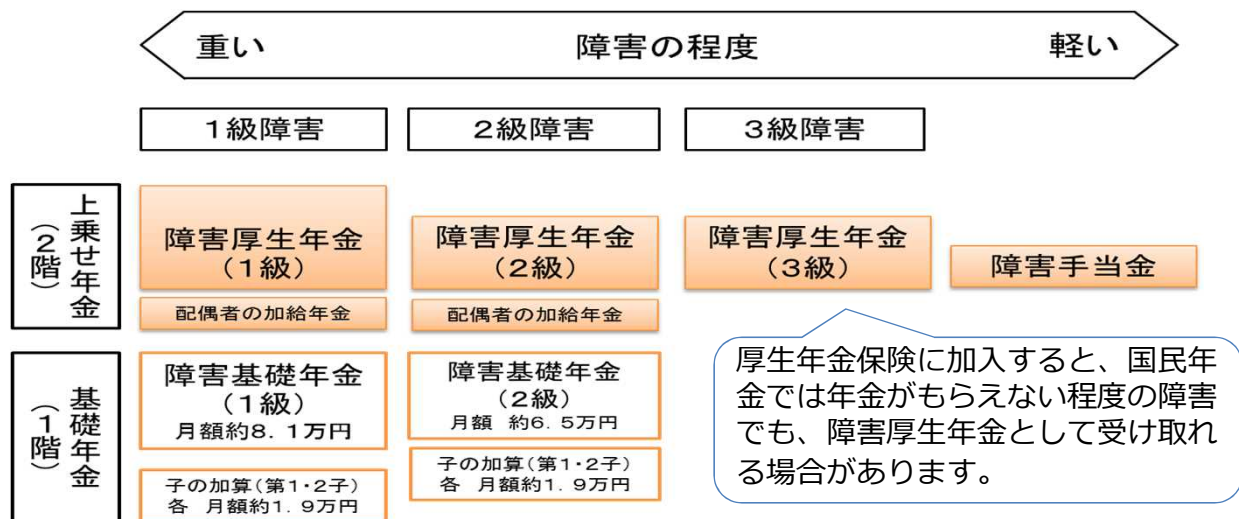 重い 障害の程度 軽い
1級障害 2級障害 3級障害
上乗せ年金
(2階)
障害厚生年金
(1級)
配偶者の加給年金
障害厚生年金
(2級)
配偶者の加給年金
障害厚生年金
(3級)
障害手当金
基礎年金
(1階)
障害基礎年金
(1級)
月額約8.1万円
子の加算(第1・2子)
各 月額約1.9万円
障害基礎年金
(2級)
月額 約6.5万円
子の加算(第1・2子)
各 月額約1.9万円
厚生年金保険に加入すると、国民年
金では年金がもらえない程度の障害
でも、障害厚生年金として受け取れ
る場合があります。